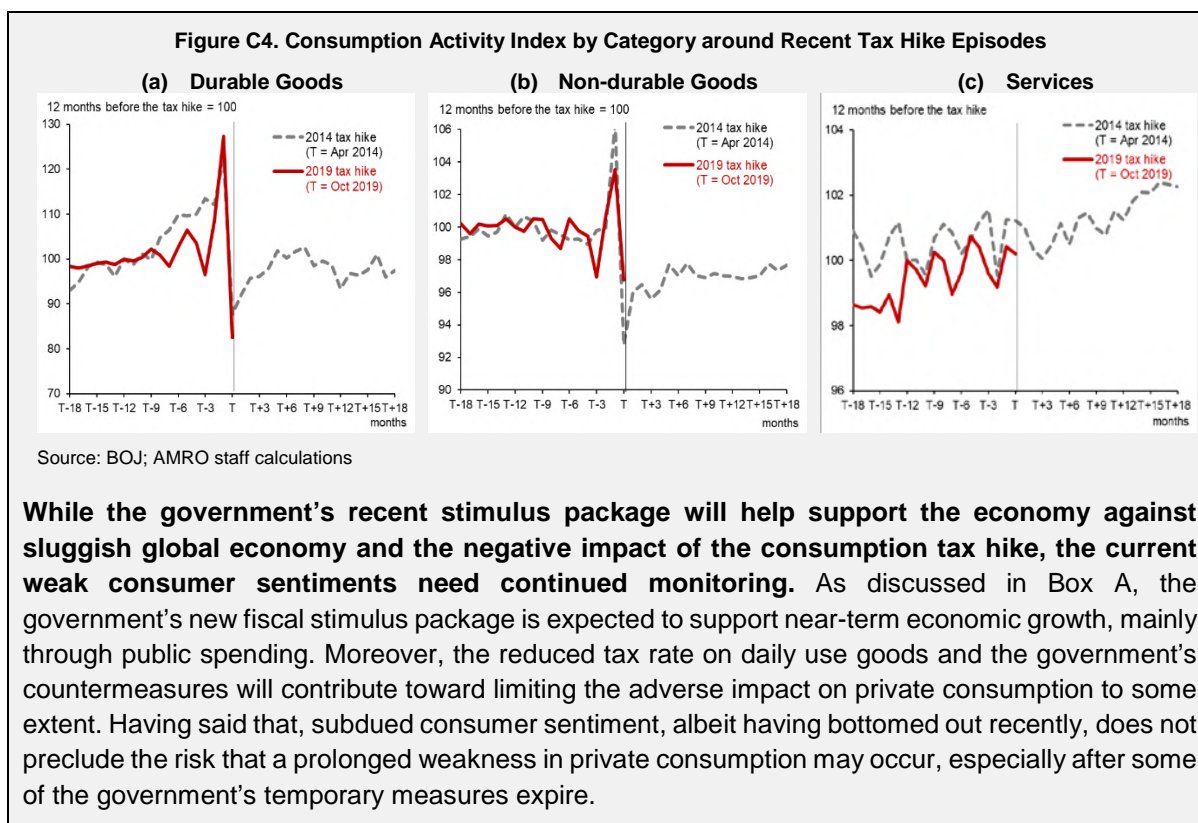 Figure C4. Consumption Activity Index by Category around Recent Tax Hike Episodes
(a) Durable Goods
12 months before the tax hike = 100
130
120
110
100
90
80
70
2014 tax hike
(T = Apr 2014)
2019 tax hike
(T = Oct 2019)
T-18 T-15 T-12 T-9 T-6 T-3 T T+3 T+6 T+9 T+12 T+15 T+18
months
(b) Non-durable Goods
12 months before the tax hike = 100
106
104
102
100
98
96
94
92
90
2014 tax hike
(T = Apr 2014)
2019 tax hike
(T = Oct 2019)
T-18 T-15 T-12 T-9 T-6 T-3 T T+3 T+6 T+9 T+12 T+15 T+18
months
(c) Services
12 months before the tax hike
104
102
100
98
96
2014 tax hike
(T = Apr 2014)
2019 tax hike
(T = Oct 2019)
T-18 T-15 T-12 T-9 T-6 T-3 T T+3 T+6 T+9 T+12 T+15 T+18
months
Source: BOJ; AMRO staff calculations
While the government's recent stimulus package will help support the economy against
sluggish global economy and the negative impact of the consumption tax hike, the current
weak consumer sentiments need continued monitoring. As discussed in Box A, the
government's new fiscal stimulus package is expected to support near-term economic growth, mainly
through public spending. Moreover, the reduced tax rate on daily use goods and the government's
countermeasures will contribute toward limiting the adverse impact on private consumption to some
extent. Having said that, subdued consumer sentiment, albeit having bottomed out recently, does not
preclude the risk that a prolonged weakness in private consumption may occur, especially after some
of the government's temporary measures expire.